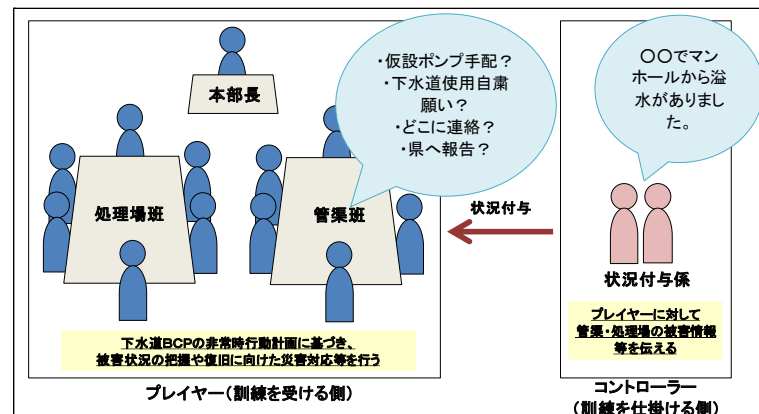 本部長
・仮設ポンプ手配？
・下水道使用自粛
願い？
・どこに連絡？
・県へ報告？
〇〇でマン
ホールから溢
水がありまし
た。
処理場班
管渠班
状況付与
状況付与係
下水道BCPの非常時行動計画に基づき、
被害状況の把握や復旧に向けた災害対応等を行う
プレイヤーに対して
管渠・処理場の被害情報
等を伝える
プレイヤー（訓練を受ける側）
コントローラー
（訓練を仕掛ける側）